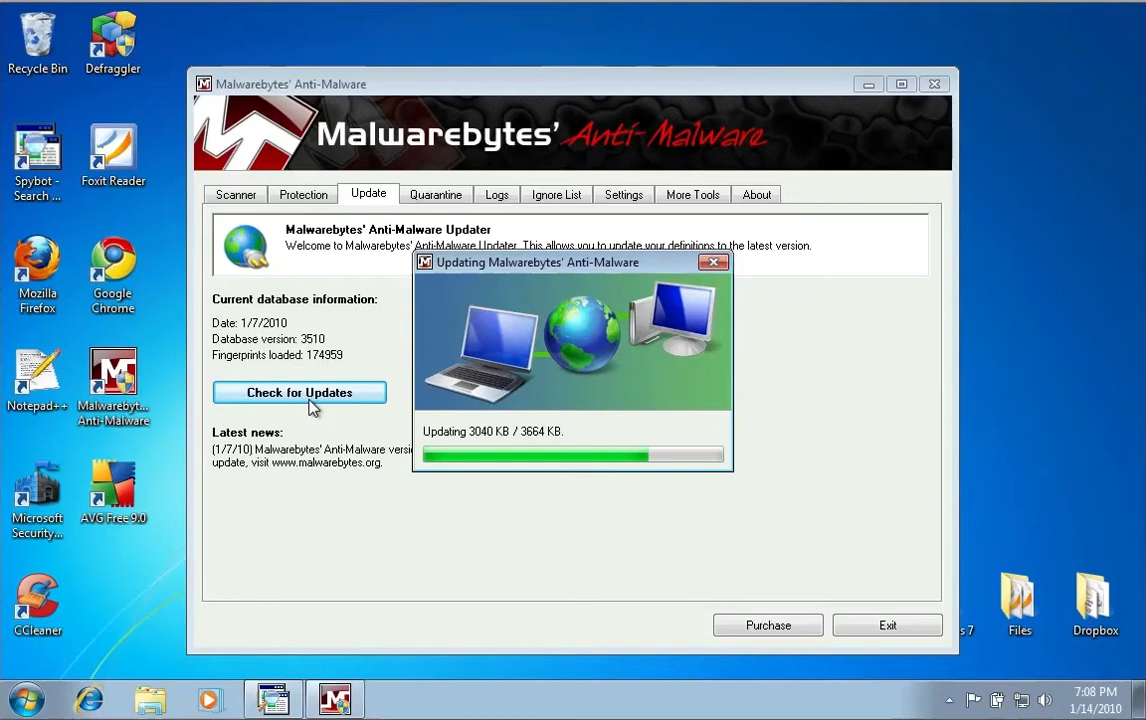 Recycle Bin
Defraggler
Spybot -
Search ...
Foxit Reader
Mozilla
Firefox
Google
Chrome
Notepad++
Malwarebyt...
Anti-Malware
Microsoft
Security...
AVG Free 9.0
CCleaner
Malwarebytes' Anti-Malware
Malwarebytes' Anti-Malware
Scanner
Protection
Update
Quarantine
Logs
Ignore List
Settings
More Tools
About
Malwarebytes' Anti-Malware Updater
Welcome to Malwarebytes' Anti-Malware Updater. This allows you to update your definitions to the latest version.
Current database information:
Date: 1/7/2010
Database version: 3510
Fingerprints loaded: 174959
Check for Updates
Latest news:
(1/7/10) Malwarebytes' Anti-Malware versi
update, visit www.malwarebytes.org.
Updating Malwarebytes' Anti-Malware
Updating 3040 KB / 3664 KB.
Purchase
Exit
s 7
Files
Dropbox
7:08 PM
1/14/2010